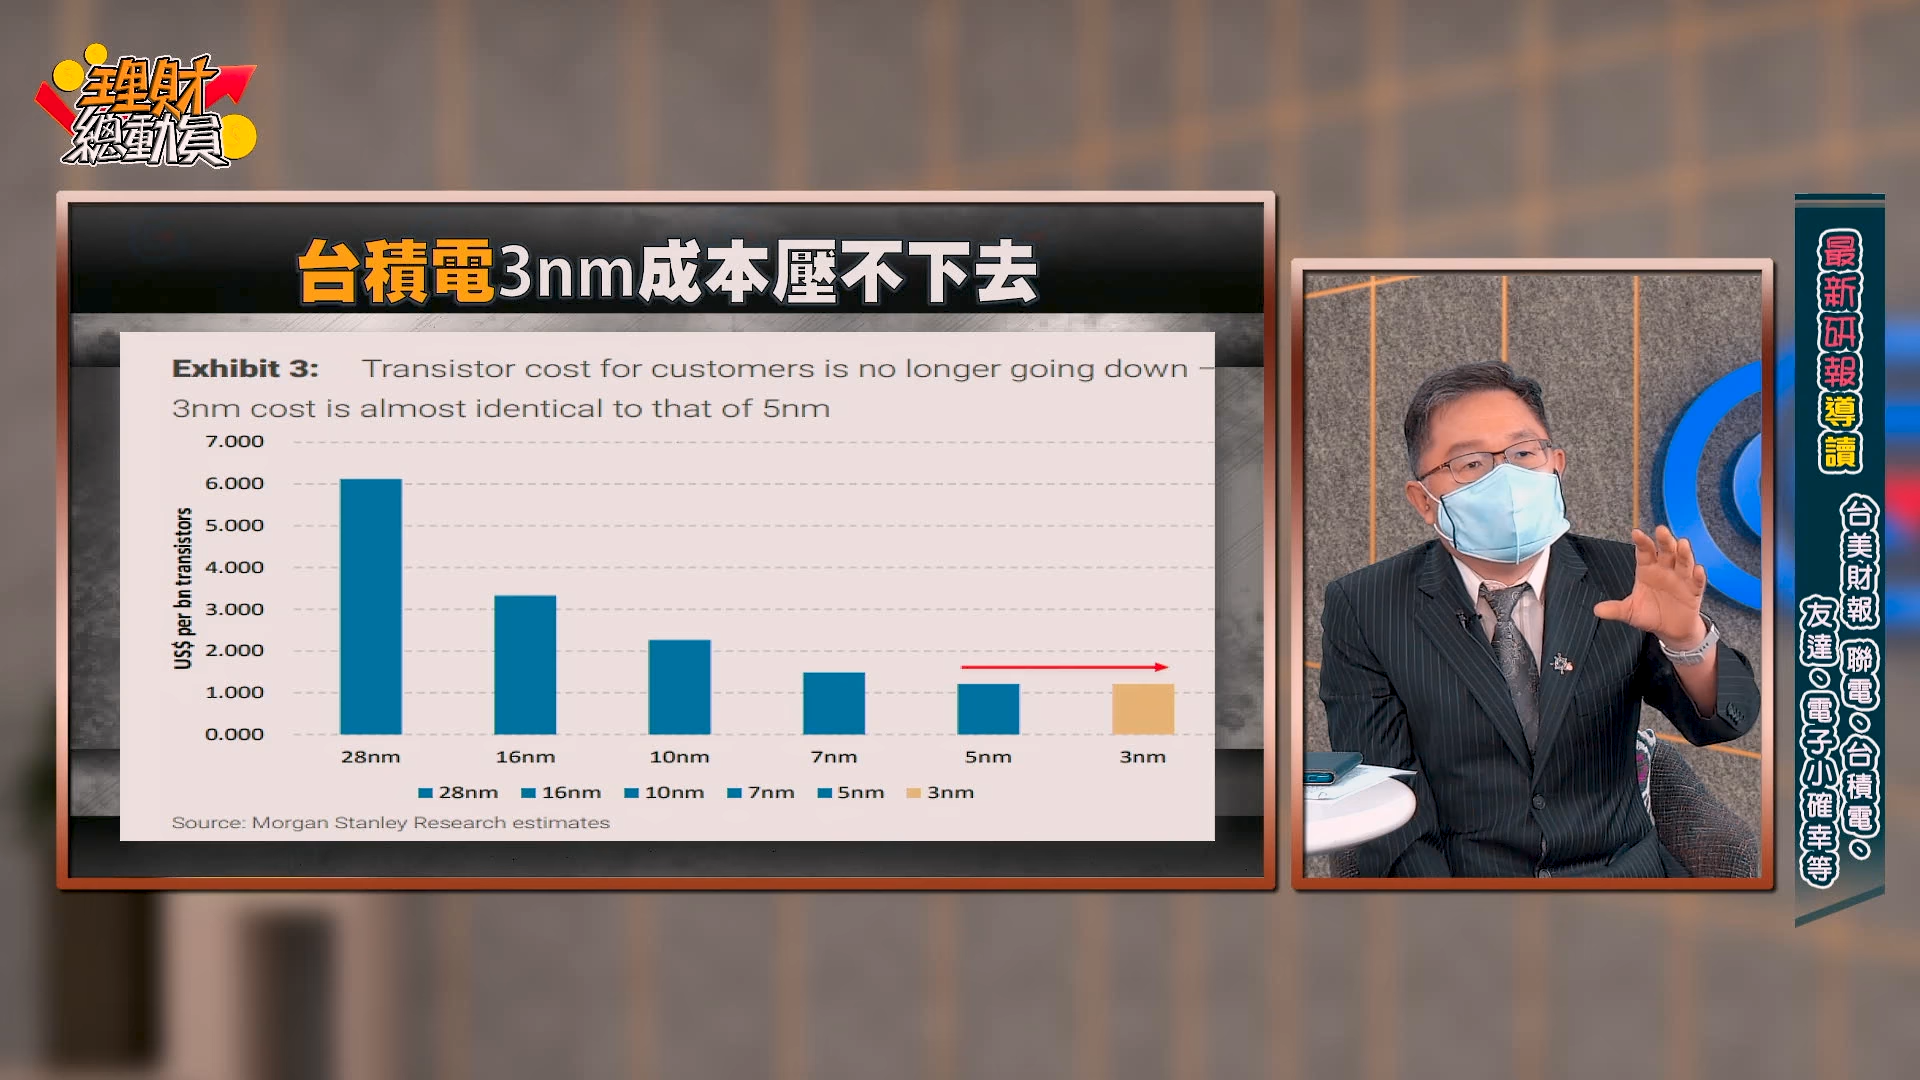 理財
總動員
台積電3nm成本壓不下去
Exhibit 3: Transistor cost for customers is no longer going down –
3nm cost is almost identical to that of 5nm
US$ per bn transistors
7.000
6.000
5.000
4.000
3.000
2.000
1.000
0.000
28nm 16nm 10nm 7nm 5nm 3nm
28nm 16nm 10nm 7nm 5nm 3nm
Source: Morgan Stanley Research estimates
最新研報導讀
台美財報 聯電。台積電。
友達。電子小確幸等